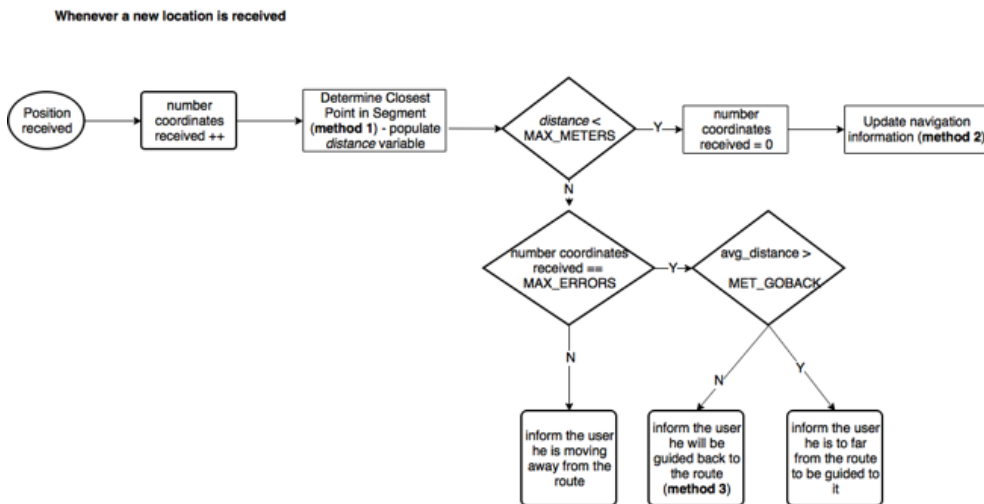 Whenever a new location is received
Position
received
number
coordinates
received ++
Determine Closest
Point in Segment
(method 1) - populate
distance variable
distance <
MAX_METERS
Y
number
coordinates
received = 0
Update navigation
information (method 2)
N
number coordinates
received ==
MAX_ERRORS
Y
avg_distance >
MET_GOBACK
N
N
Y
inform the user
he is moving
away from the
route
inform the user
he will be
guided back to
the route
(method 3)
inform the user
he is to far
from the route
to be guided to
it